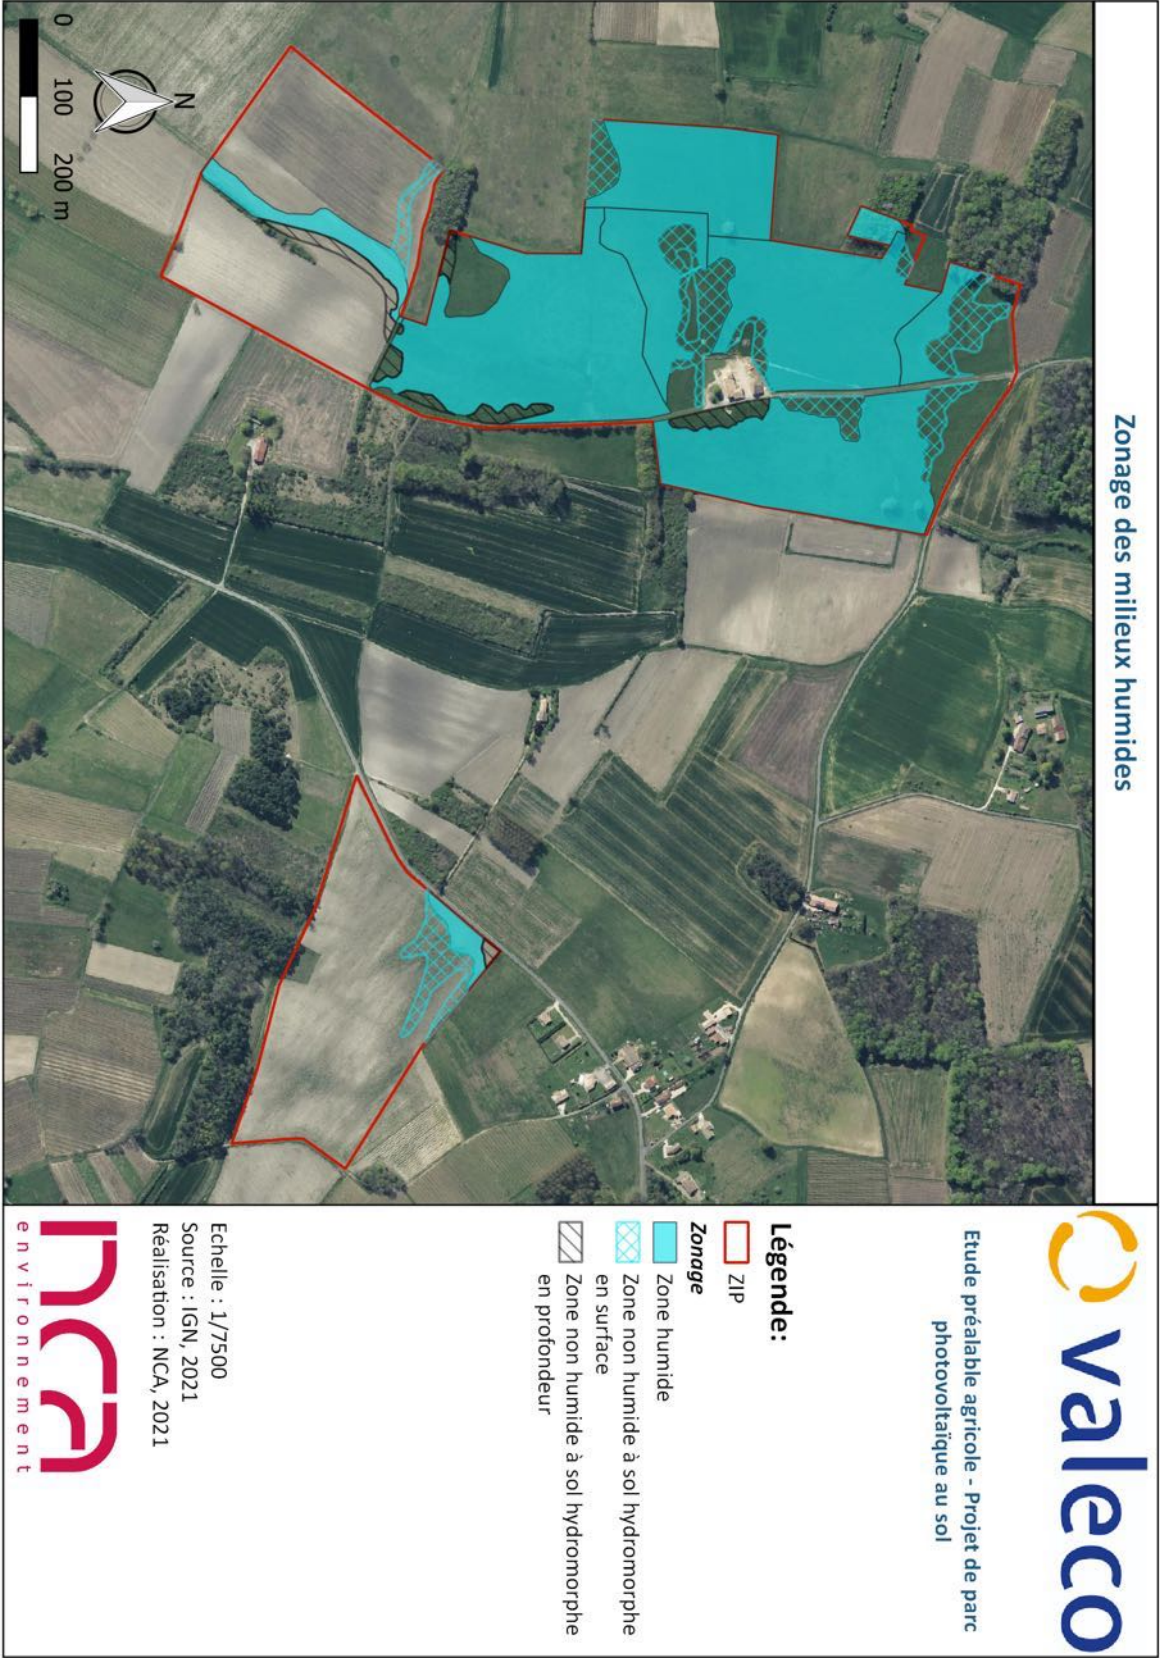 Zonage des milieux humides
N
0 100 200 m
valeco
Etude préalable agricole - Projet de parc
photovoltaïque au sol
Légende:
ZIP
Zonage
Zone humide
Zone non humide à sol hydromorphe
en surface
Zone non humide à sol hydromorphe
en profondeur
Echelle : 1/7500
Source : IGN, 2021
Réalisation : NCA, 2021
nca
environnement